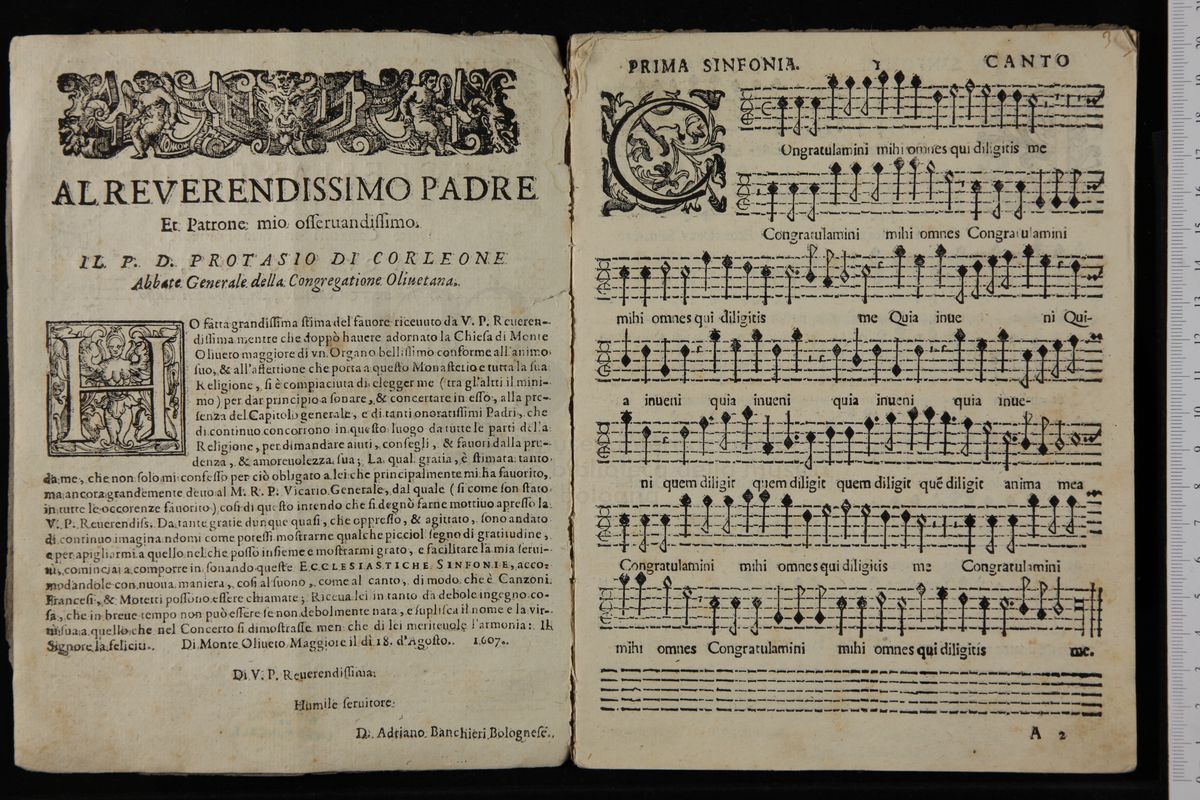 AL REVERENDISSIMO PADRE
Et Patrone mio osseruandissimo.
IL P. D. PROTASIO DI CORLEONE
Abbate Generale della Congregatione Oliuetana.
HO fatta grandissima stima del fauore riceuuto da V. P. Reueren-
dissima mentre che doppò hauere adornato la Chiesa di Monte
Oliueto maggiore di vn Organo bellissimo conforme all'animo
suo, & all'affettione che porta a questo Monasterio e tutta la sua
Religione, si è compiaciuta di elegger me (tra gl'altri il mini-
mo) per dar principio a sonare, & concertare in esso, alla pre-
senza del Capitolo generale, e di tanti onoratissimi Padri, che
di continuo concorrono in questo luogo da tutte le parti della
Religione, per dimandare aiuti, consegli, & fauori dalla pru-
denza, & amoreuolezza sua; La qual gratia, è stimata tanto
da me, che non solo mi confesso per ciò obligato a lei che principalmente mi ha fauorito,
ma ancora grandemente deuo al M. R. P. Vicario Generale, dal quale (si come son stato
in tutte le occorenze fauorito) cosi di questo intendo che si degnò farne mottiuo apresso la
V. P. Reuerendiss. Da tante gratie dunque quasi, che oppresso, & agitato, sono andato
di continuo imaginandomi come potessi mostrarne qualche picciol segno di gratitudine,
e per apigliarmi a quello nel che posso insieme e mostrarmi grato, e facilitare la mia serui-
tù, cominciai a comporre in sonando queste ECCLESIASTICHE SINFONIE, acco-
modandole con nuoua maniera, cosi al suono, come al canto, di modo che è Canzoni
Francesi, & Motetti possono essere chiamate; Riceua lei in tanto da debole ingegno co-
sa, che in breue tempo non può essere se non debolmente nata, e suplisca il nome e la vir-
tù sua a quello che nel Concerto si dimostrasse men che di lei meriteuole l'armonia: Il
Signore la feliciti. Di Monte Oliueto Maggiore il dì 18. d'Agosto. 1607.
Di V. P. Reuerendissima
Humile seruitore
D. Adriano Banchieri Bolognese.
3
PRIMA SINFONIA. 1 CANTO
COngratulamini mihi omnes qui diligitis me
Congratulamini mihi omnes Congratulamini
mihi omnes qui diligitis me Quia inue ni Qui-
a inueni quia inueni quia inueni quia inue-
ni quem diligit quem diligit quem diligit quẽ diligit anima mea
Congratulamini mihi omnes qui diligitis me Congratulamini
mihi omnes Congratulamini mihi omnes qui diligitis me.
A 2